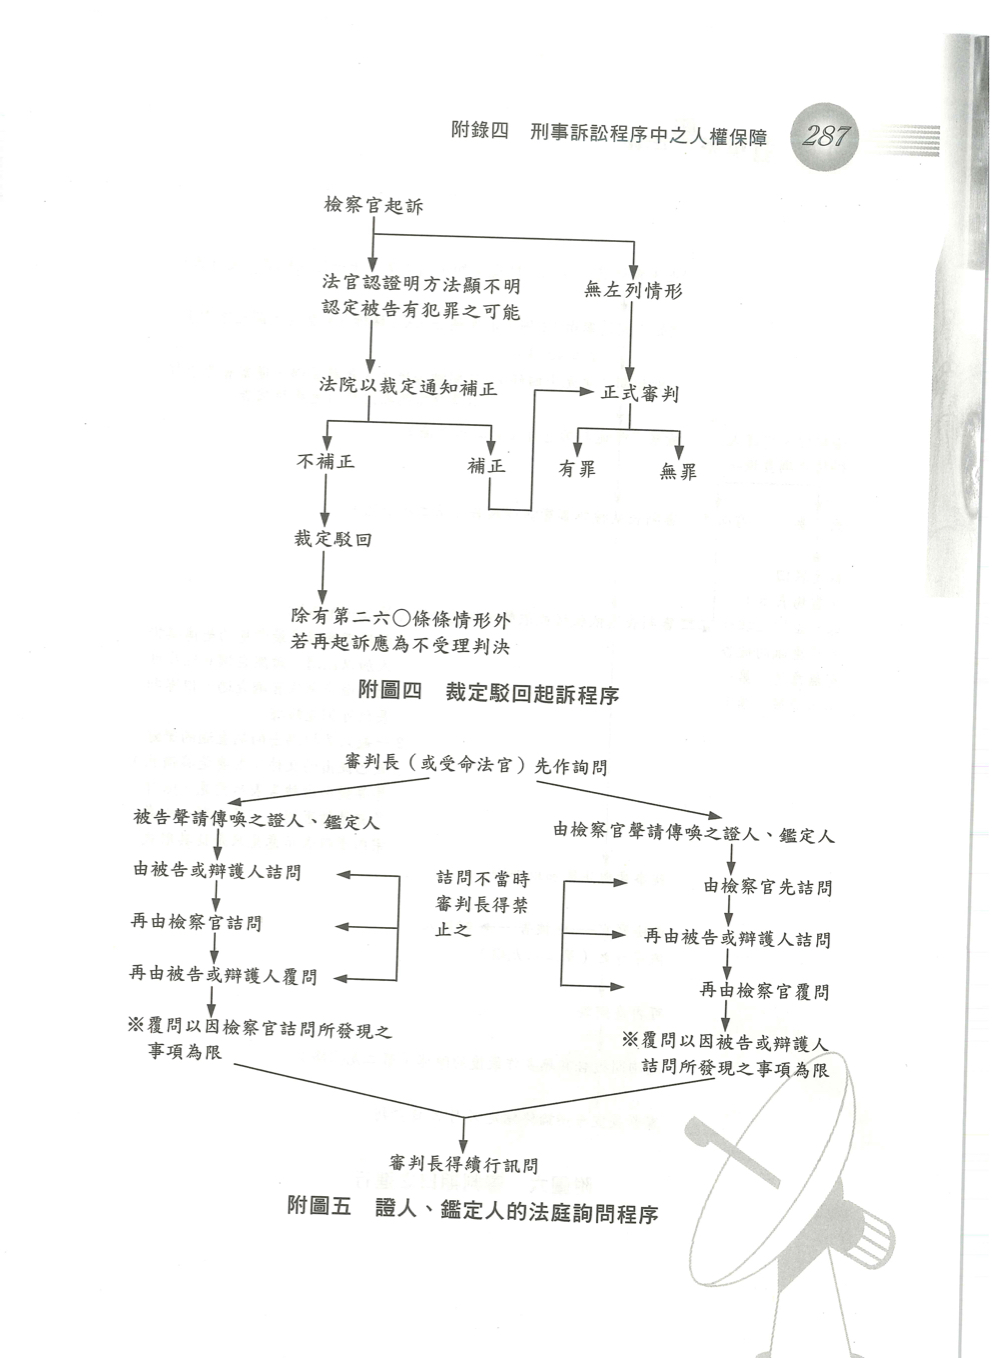 附錄四　刑事訴訟程序中之人權保障
287
檢察官起訴
法官認證明方法顯不明
認定被告有犯罪之可能
無左列情形
法院以裁定通知補正
正式審判
不補正
補正
有罪
無罪
裁定駁回
除有第二六〇條條情形外
若再起訴應為不受理判決
附圖四　裁定駁回起訴程序
審判長（或受命法官）先作詢問
被告聲請傳喚之證人、鑑定人
由被告或辯護人詰問
再由檢察官詰問
再由被告或辯護人覆問
※覆問以因檢察官詰問所發現之
事項為限
詰問不當時
審判長得禁
止之
由檢察官聲請傳喚之證人、鑑定人
由檢察官先詰問
再由被告或辯護人詰問
再由檢察官覆問
※覆問以因被告或辯護人
詰問所發現之事項為限
審判長得續行訊問
附圖五　證人、鑑定人的法庭詢問程序